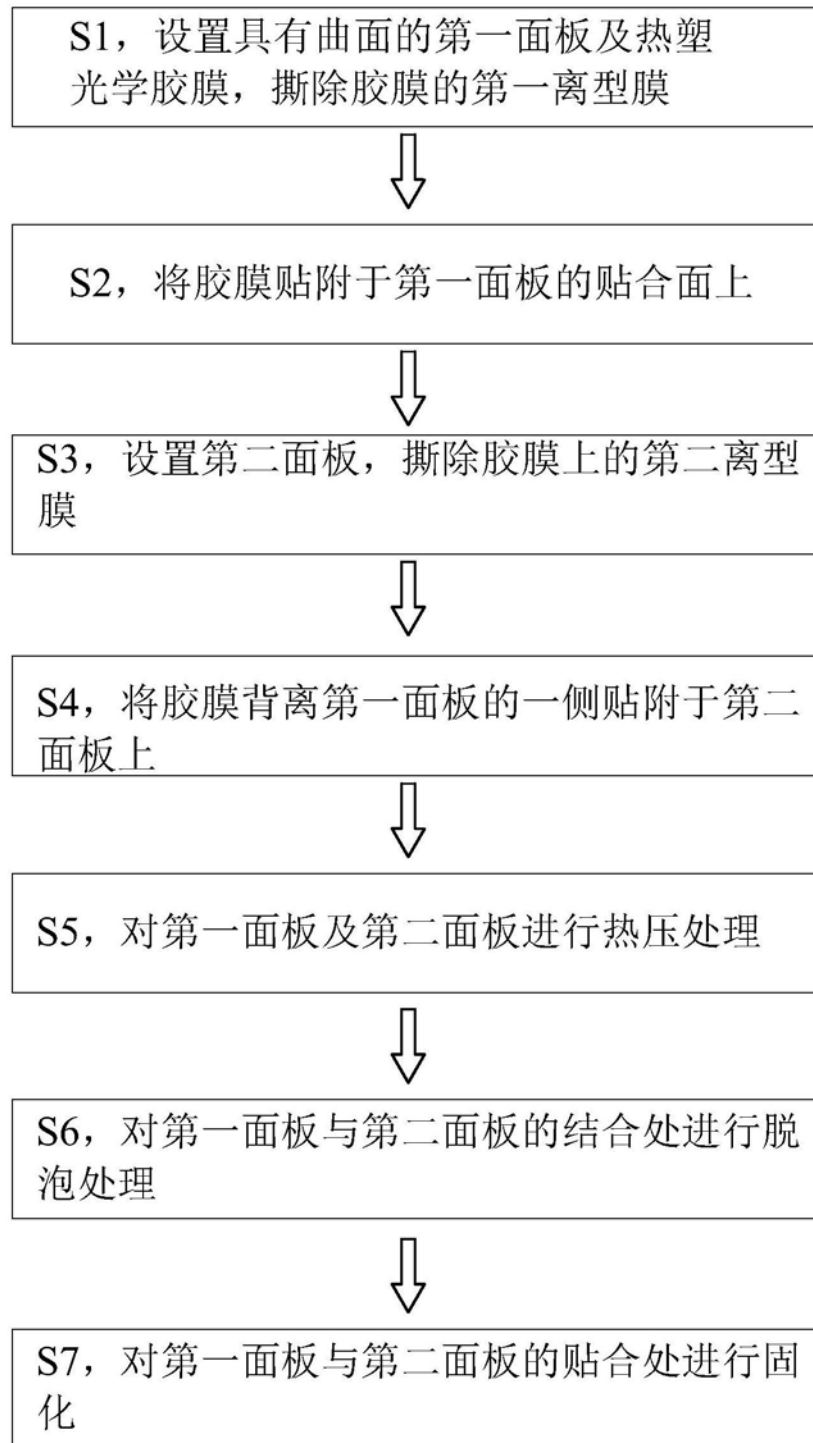 S1，设置具有曲面的第一面板及热塑
光学胶膜，撕除胶膜的第一离型膜
S2，将胶膜贴附于第一面板的贴合面上
S3，设置第二面板，撕除胶膜上的第二离型
膜
S4，将胶膜背离第一面板的一侧贴附于第二
面板上
S5，对第一面板及第二面板进行热压处理
S6，对第一面板与第二面板的结合处进行脱
泡处理
S7，对第一面板与第二面板的贴合处进行固
化